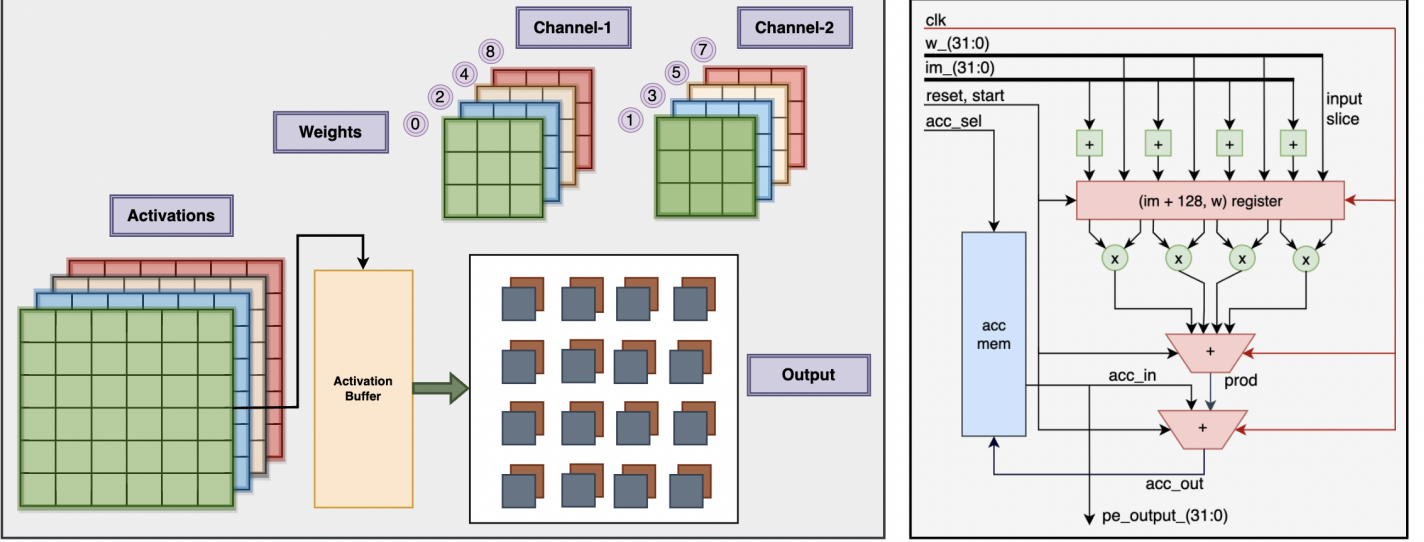 Channel-1
Channel-2
8
7
4
5
2
3
0
1
Weights
Activations
Activation
Buffer
Output
clk
w_(31:0)
im_(31:0)
reset, start
acc_sel
input
slice
+ + + +
(im + 128, w) register
x x x x
acc
mem
+
acc_in
prod
+
acc_out
pe_output_(31:0)